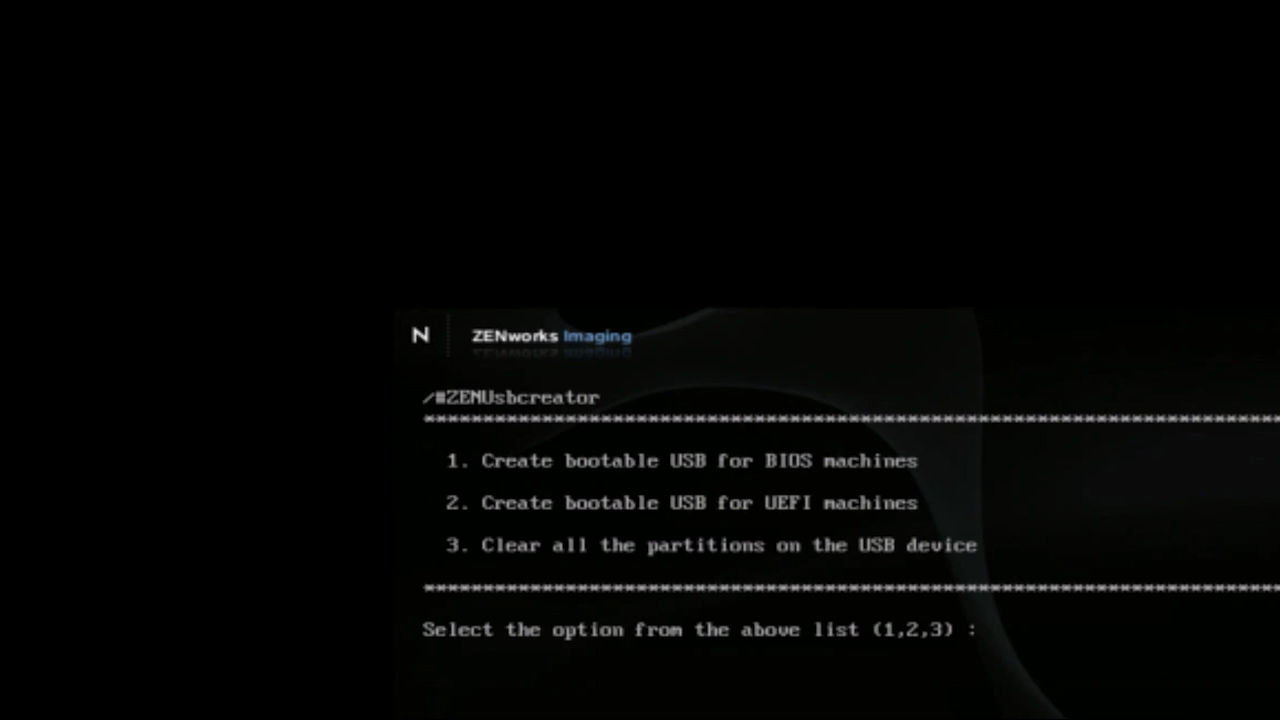 N ZENworks Imaging
/#ZENUsbcreator
************************************************************************
1. Create bootable USB for BIOS machines
2. Create bootable USB for UEFI machines
3. Clear all the partitions on the USB device
************************************************************************
Select the option from the above list (1,2,3) :